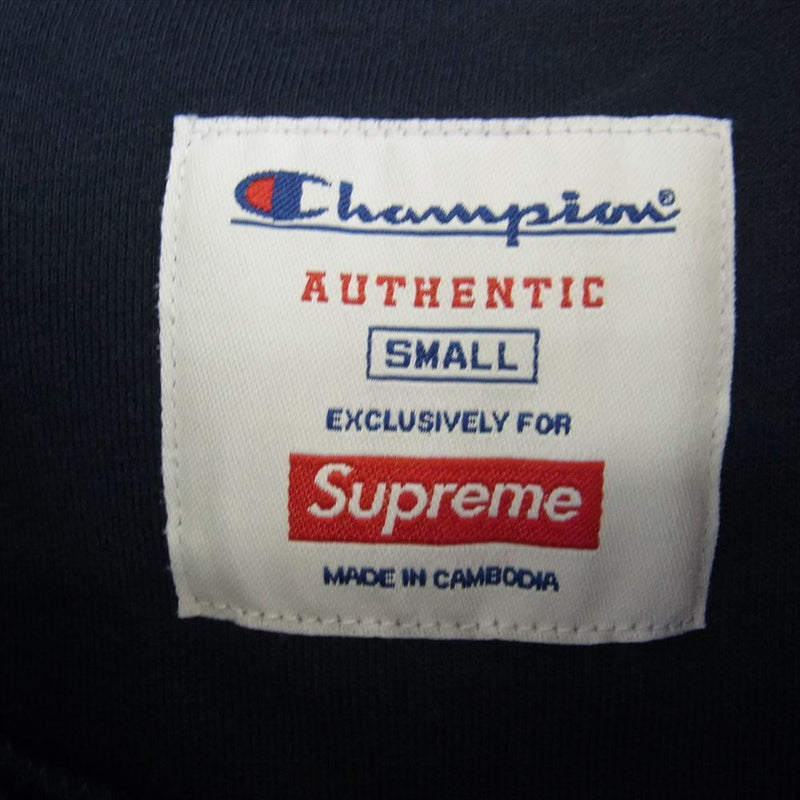 Champion®
AUTHENTIC
SMALL
EXCLUSIVELY FOR
Supreme
MADE IN CAMBODIA